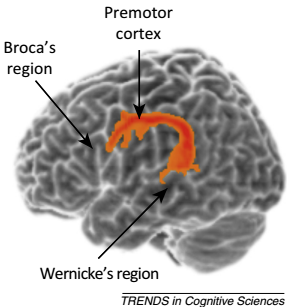 Premotor
cortex
Broca’s
region
Wernicke’s region
TRENDS in Cognitive Sciences